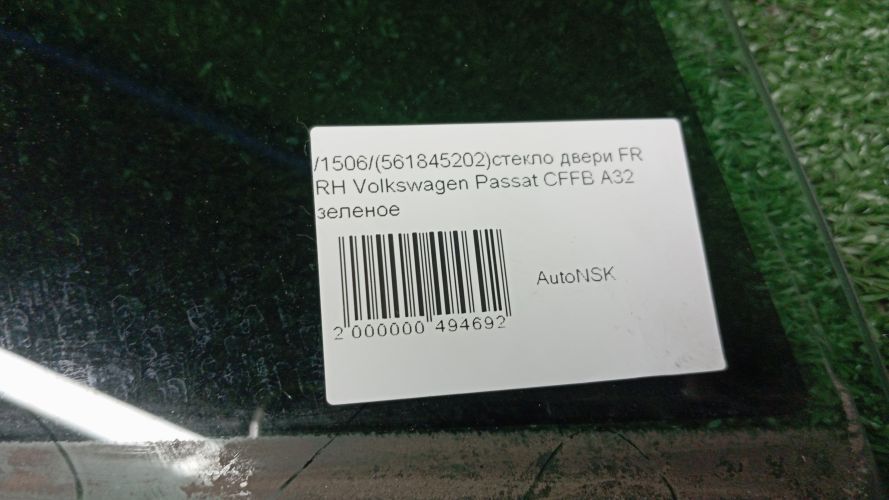 /1506/(561845202)стекло двери FR
RH Volkswagen Passat CFFB A32
зеленое
AutoNSK
2 000000 494692